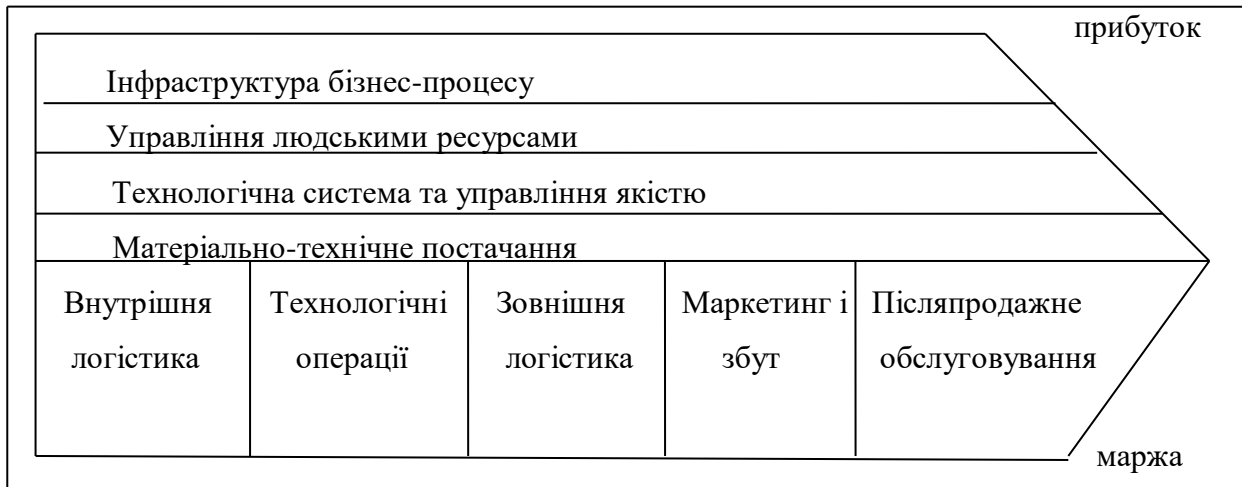 прибуток
Інфраструктура бізнес-процесу
Управління людськими ресурсами
Технологічна система та управління якістю
Матеріально-технічне постачання
Внутрішня
логістика
Технологічні
операції
Зовнішня
логістика
Маркетинг і
збут
Післяпродажне
обслуговування
маржа